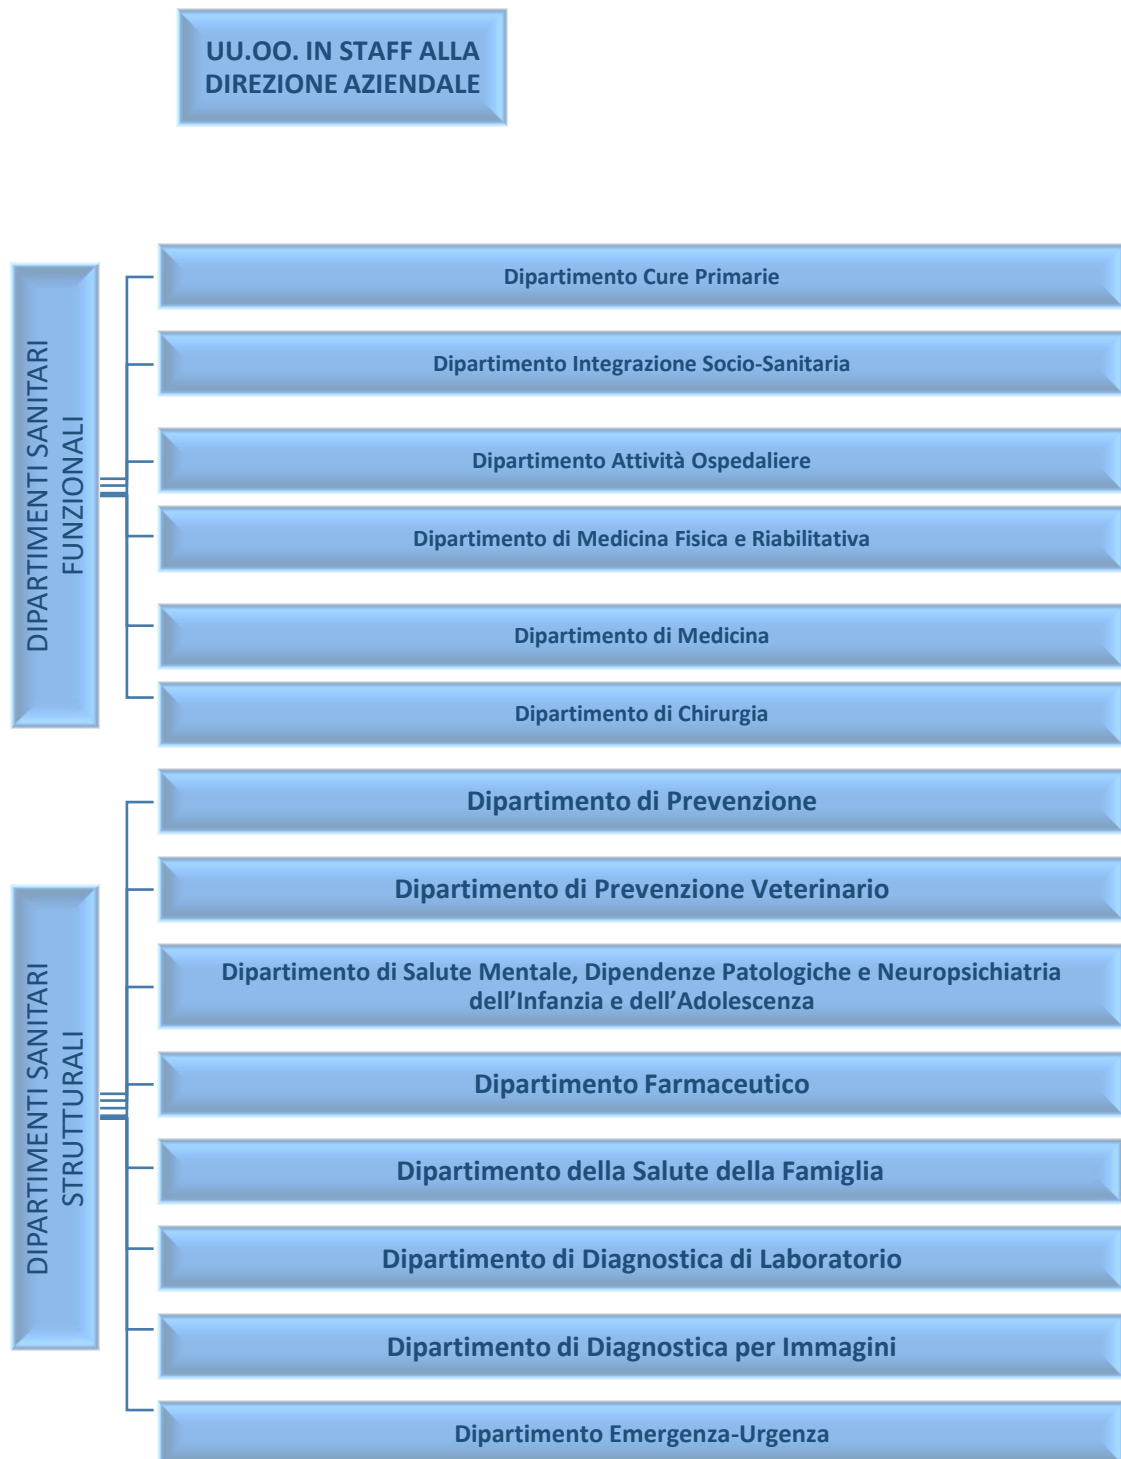 UU.OO. IN STAFF ALLA
DIREZIONE AZIENDALE
DIPARTIMENTI SANITARI
FUNZIONALI
Dipartimento Cure Primarie
Dipartimento Integrazione Socio-Sanitaria
Dipartimento Attività Ospedaliere
Dipartimento di Medicina Fisica e Riabilitativa
Dipartimento di Medicina
Dipartimento di Chirurgia
DIPARTIMENTI SANITARI
STRUTTURALI
Dipartimento di Prevenzione
Dipartimento di Prevenzione Veterinario
Dipartimento di Salute Mentale, Dipendenze Patologiche e Neuropsichiatria
dell’Infanzia e dell’Adolescenza
Dipartimento Farmaceutico
Dipartimento della Salute della Famiglia
Dipartimento di Diagnostica di Laboratorio
Dipartimento di Diagnostica per Immagini
Dipartimento Emergenza-Urgenza